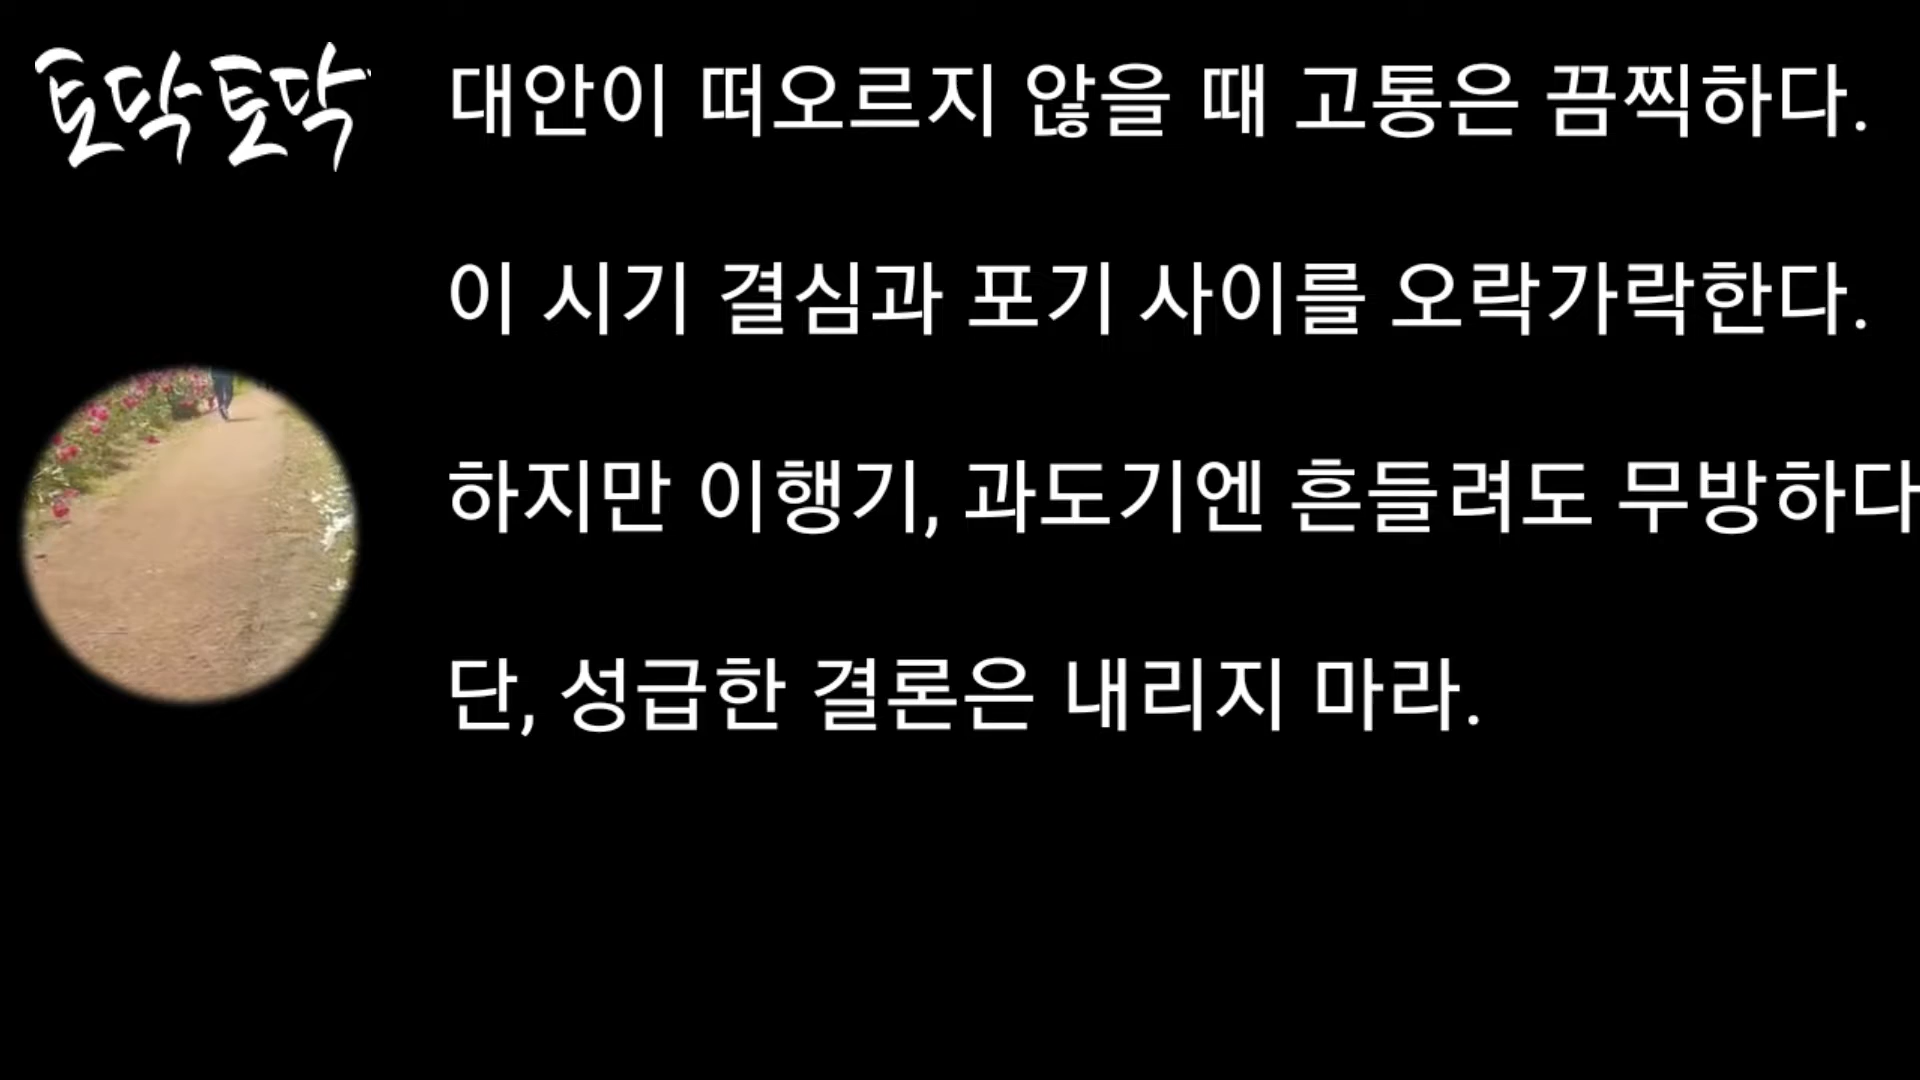 토닥토닥
대안이 떠오르지 않을 때 고통은 끔찍하다.
이 시기 결심과 포기 사이를 오락가락한다.
하지만 이행기, 과도기엔 흔들려도 무방하다
단, 성급한 결론은 내리지 마라.